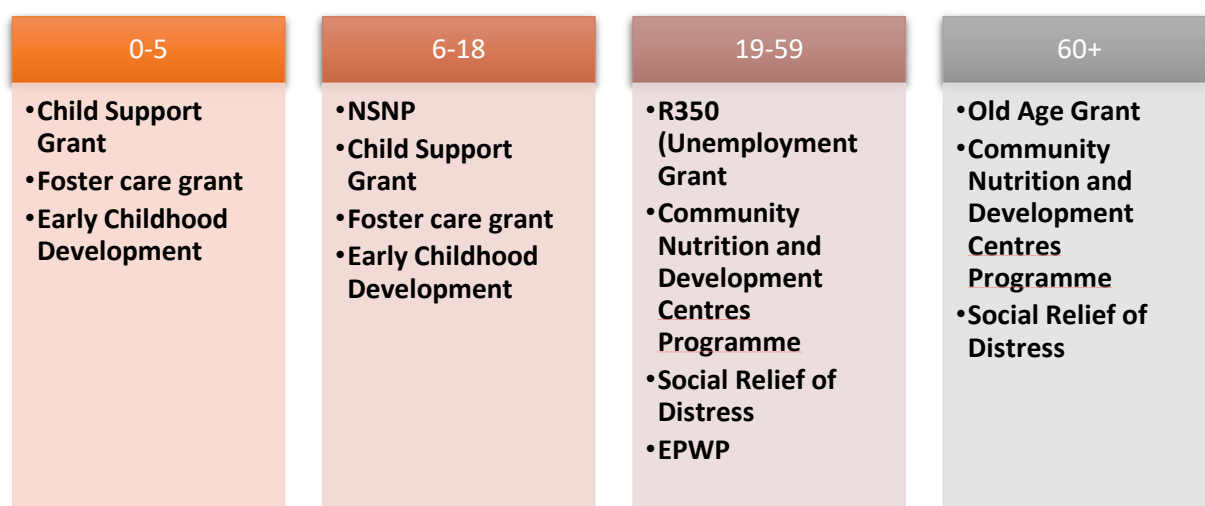 0-5
•Child Support
Grant
•Foster care grant
•Early Childhood
Development
6-18
•NSNP
•Child Support
Grant
•Foster care grant
•Early Childhood
Development
19-59
•R350
(Unemployment
Grant
•Community
Nutrition and
Development
Centres
Programme
•Social Relief of
Distress
•EPWP
60+
•Old Age Grant
•Community
Nutrition and
Development
Centres
Programme
•Social Relief of
Distress